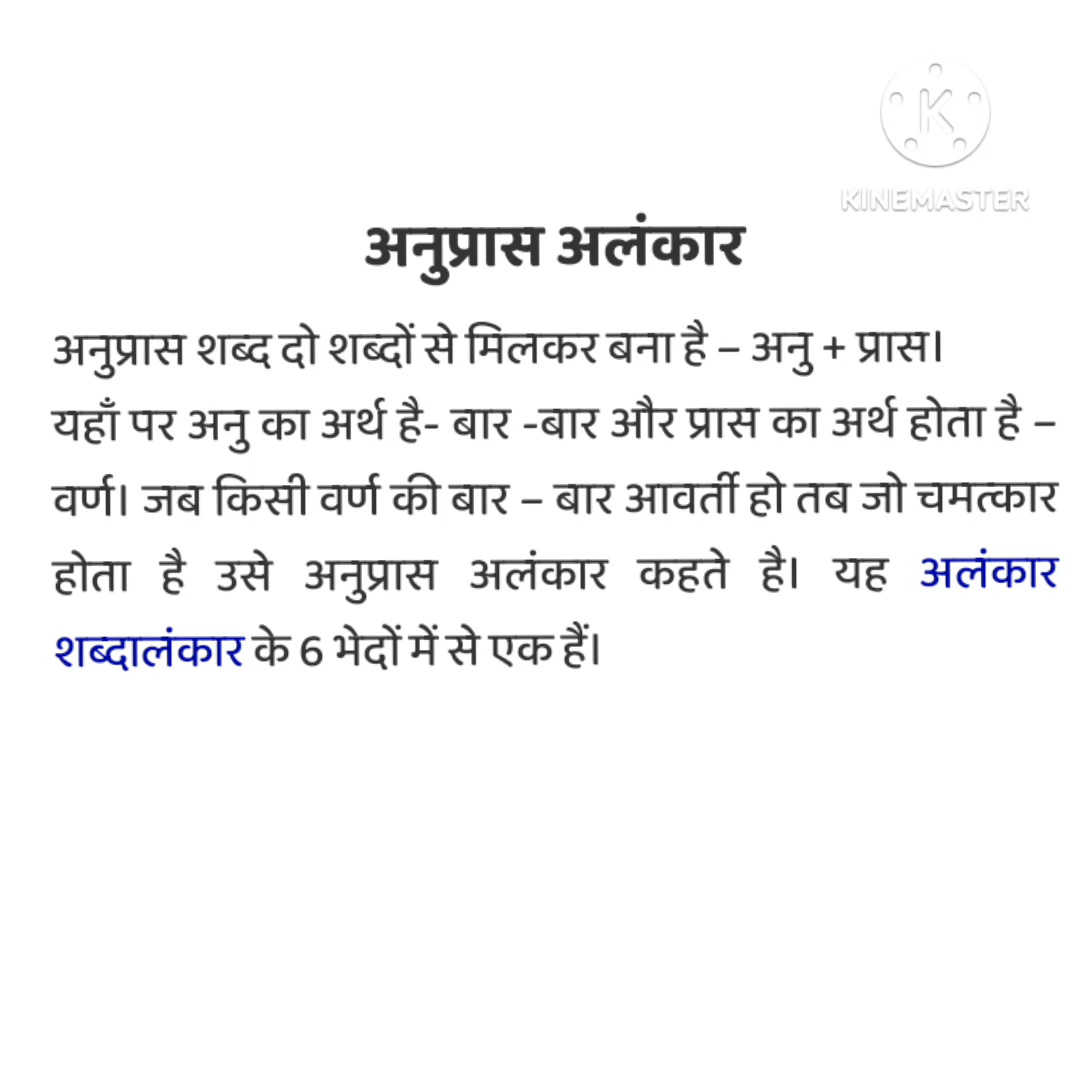 K
KINEMASTER
अनुप्रास अलंकार
अनुप्रास शब्द दो शब्दों से मिलकर बना है – अनु + प्रास।
यहाँ पर अनु का अर्थ है- बार -बार और प्रास का अर्थ होता है –
वर्ण। जब किसी वर्ण की बार – बार आवर्ती हो तब जो चमत्कार
होता है उसे अनुप्रास अलंकार कहते है। यह अलंकार
शब्दालंकार के 6 भेदों में से एक हैं।